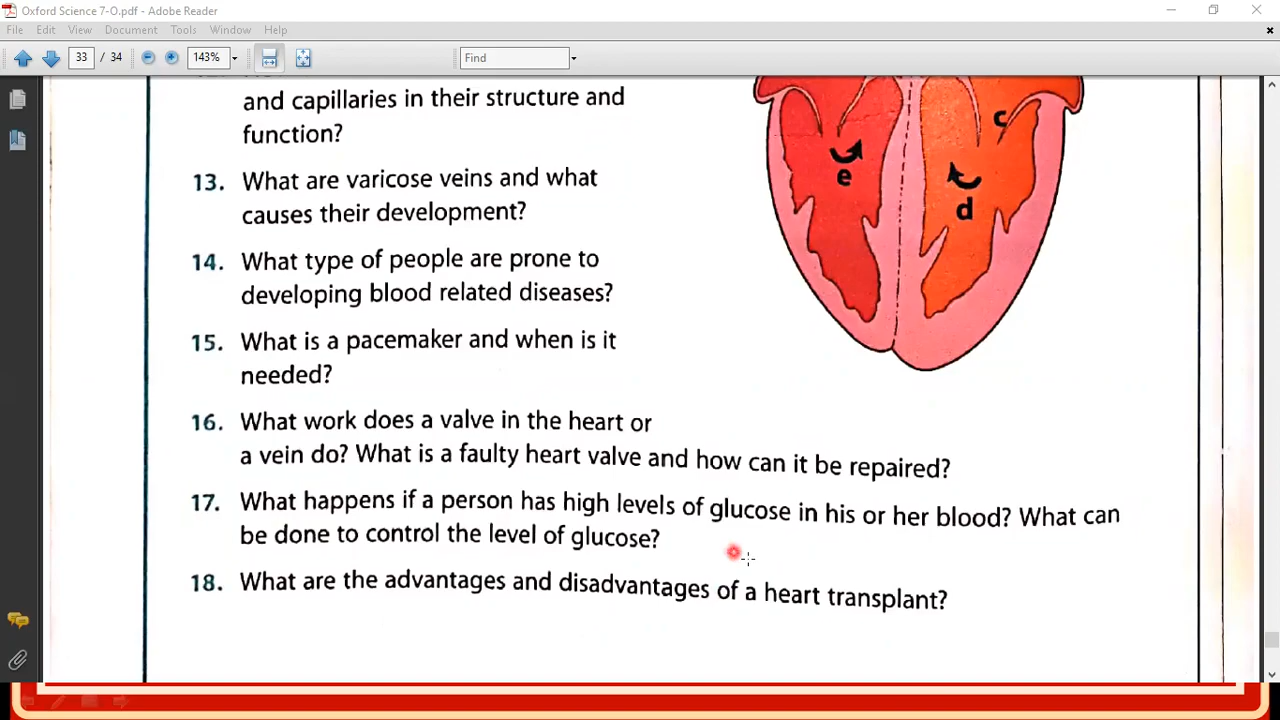 Oxford Science 7-O.pdf - Adobe Reader
File Edit View Document Tools Window Help
33 / 34 143% Find
and capillaries in their structure and
function?
c
e
d
13. What are varicose veins and what
causes their development?
14. What type of people are prone to
developing blood related diseases?
15. What is a pacemaker and when is it
needed?
16. What work does a valve in the heart or
a vein do? What is a faulty heart valve and how can it be repaired?
17. What happens if a person has high levels of glucose in his or her blood? What can
be done to control the level of glucose?
18. What are the advantages and disadvantages of a heart transplant?